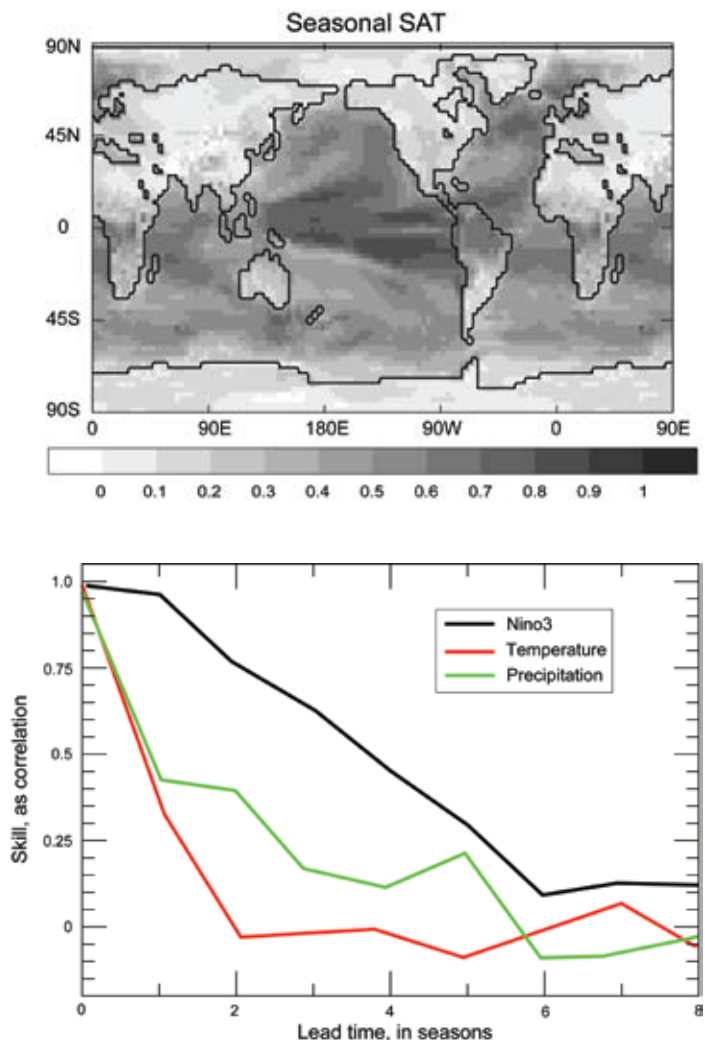 Seasonal SAT
90N
45N
0
45S
90S
0 90E 180E 90W 0 90E
0 0.1 0.2 0.3 0.4 0.5 0.6 0.7 0.8 0.9 1
1.0
0.75
0.5
0.25
0
Skill, as correlation
Nino3
Temperature
Precipitation
0 2 4 6 8
Lead time, in seasons